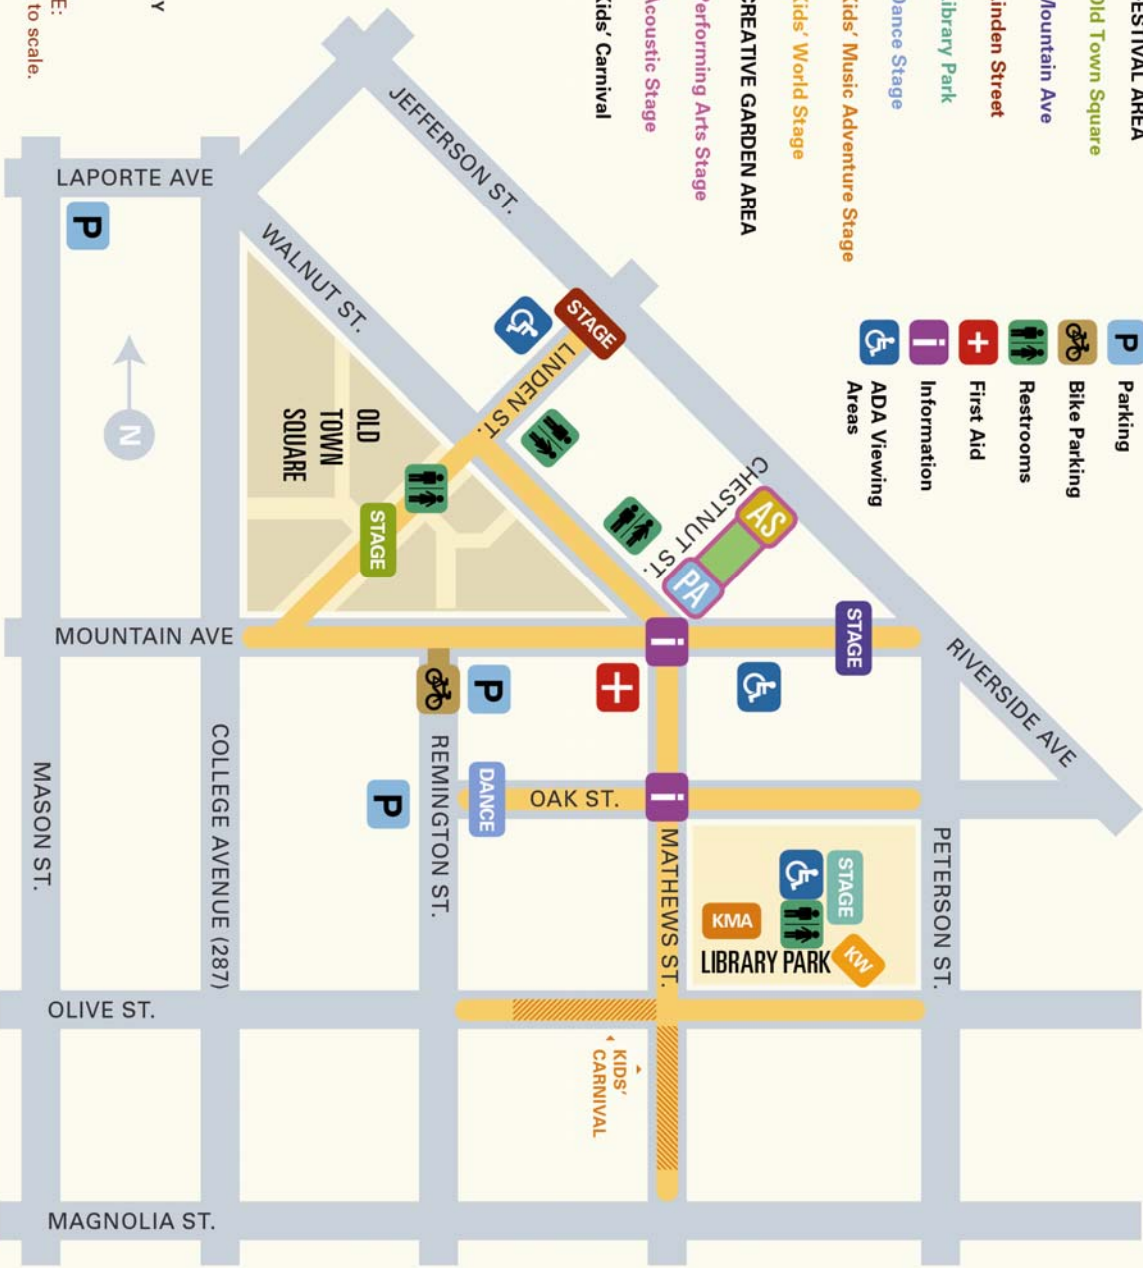 ESTIVAL AREA
Old Town Square
Mountain Ave
Linden Street
Library Park
Dance Stage
Kids' Music Adventure Stage
Kids' World Stage
CREATIVE GARDEN AREA
Performing Arts Stage
Acoustic Stage
Kids' Carnival
P
Parking
Bike Parking
Restrooms
+
First Aid
i
Information
ADA Viewing
Areas
Y
E:
to scale.
JEFFERSON ST.
LAPORTE AVE
P
WALNUT ST.
N
STAGE
LINDEN ST.
OLD
TOWN
SQUARE
STAGE
CHESTNUT ST.
AS
PA
STAGE
RIVERSIDE AVE
MOUNTAIN AVE
i
P
+
DANCE
OAK ST.
i
P
MASON ST.
COLLEGE AVENUE (287)
REMINGTON ST.
MATHEWS ST.
PETERSON ST.
STAGE
KMA
KW
LIBRARY PARK
OLIVE ST.
KIDS'
CARNIVAL
MAGNOLIA ST.